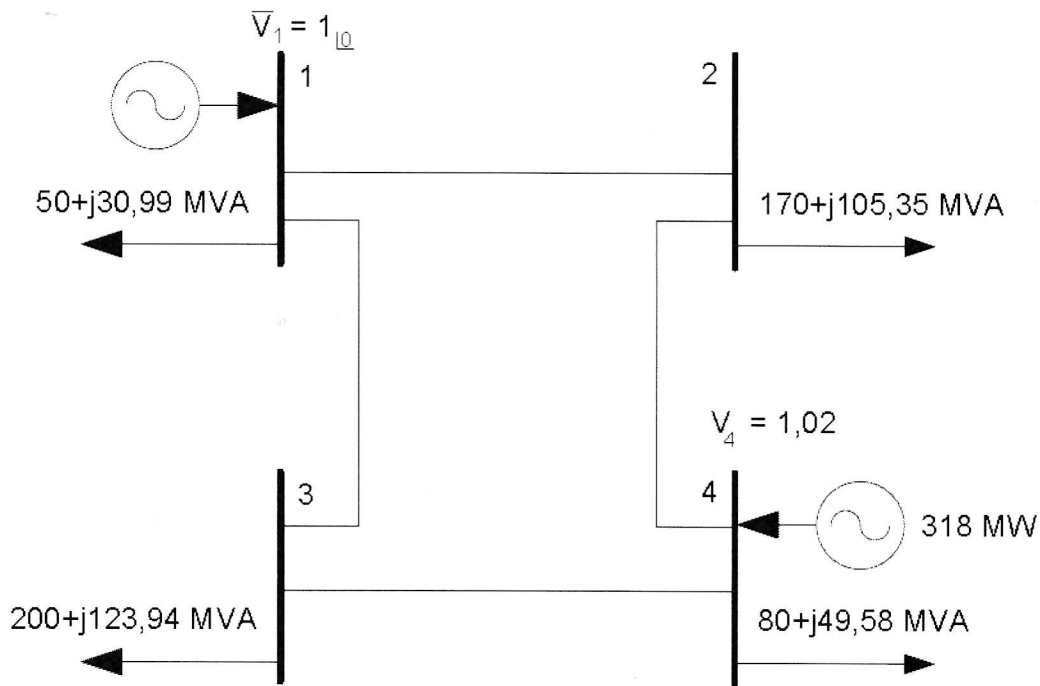 V̅₁ = 1|0
1
2
50+j30,99 MVA
170+j105,35 MVA
V₄ = 1,02
3
4
318 MW
200+j123,94 MVA
80+j49,58 MVA